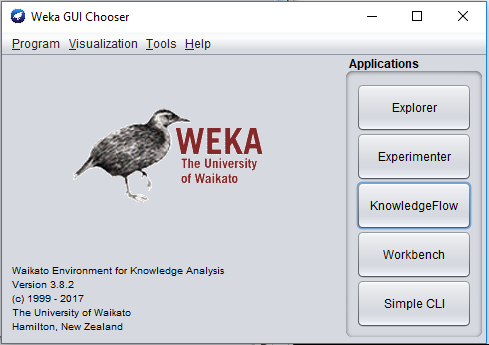 Weka GUI Chooser
Program Visualization Tools Help
Applications
Explorer
Experimenter
KnowledgeFlow
Workbench
Simple CLI
WEKA
The University
of Waikato
Waikato Environment for Knowledge Analysis
Version 3.8.2
(c) 1999 - 2017
The University of Waikato
Hamilton, New Zealand